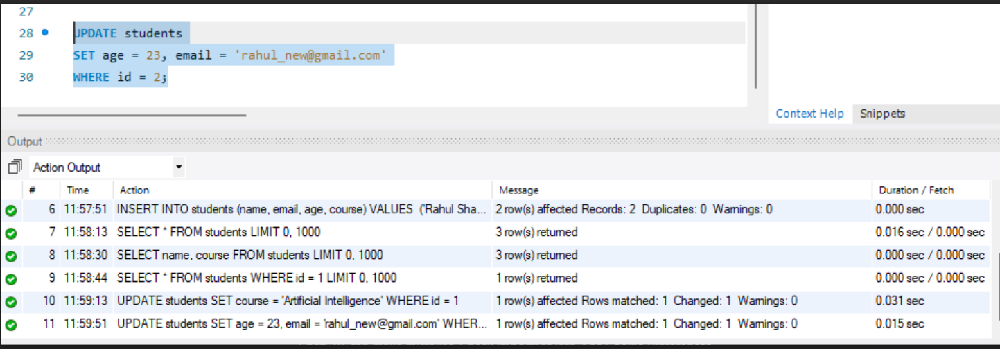 27
28 UPDATE students
29 SET age = 23, email = 'rahul_new@gmail.com'
30 WHERE id = 2;
Context Help Snippets
Output
Action Output
# Time Action Message Duration / Fetch
6 11:57:51 INSERT INTO students (name, email, age, course) VALUES ('Rahul Sha... 2 row(s) affected Records: 2 Duplicates: 0 Warnings: 0 0.000 sec
7 11:58:13 SELECT * FROM students LIMIT 0, 1000 3 row(s) returned 0.016 sec / 0.000 sec
8 11:58:30 SELECT name, course FROM students LIMIT 0, 1000 3 row(s) returned 0.000 sec / 0.000 sec
9 11:58:44 SELECT * FROM students WHERE id = 1 LIMIT 0, 1000 1 row(s) returned 0.000 sec / 0.000 sec
10 11:59:13 UPDATE students SET course = 'Artificial Intelligence' WHERE id = 1 1 row(s) affected Rows matched: 1 Changed: 1 Warnings: 0 0.031 sec
11 11:59:51 UPDATE students SET age = 23, email = 'rahul_new@gmail.com' WHER... 1 row(s) affected Rows matched: 1 Changed: 1 Warnings: 0 0.015 sec